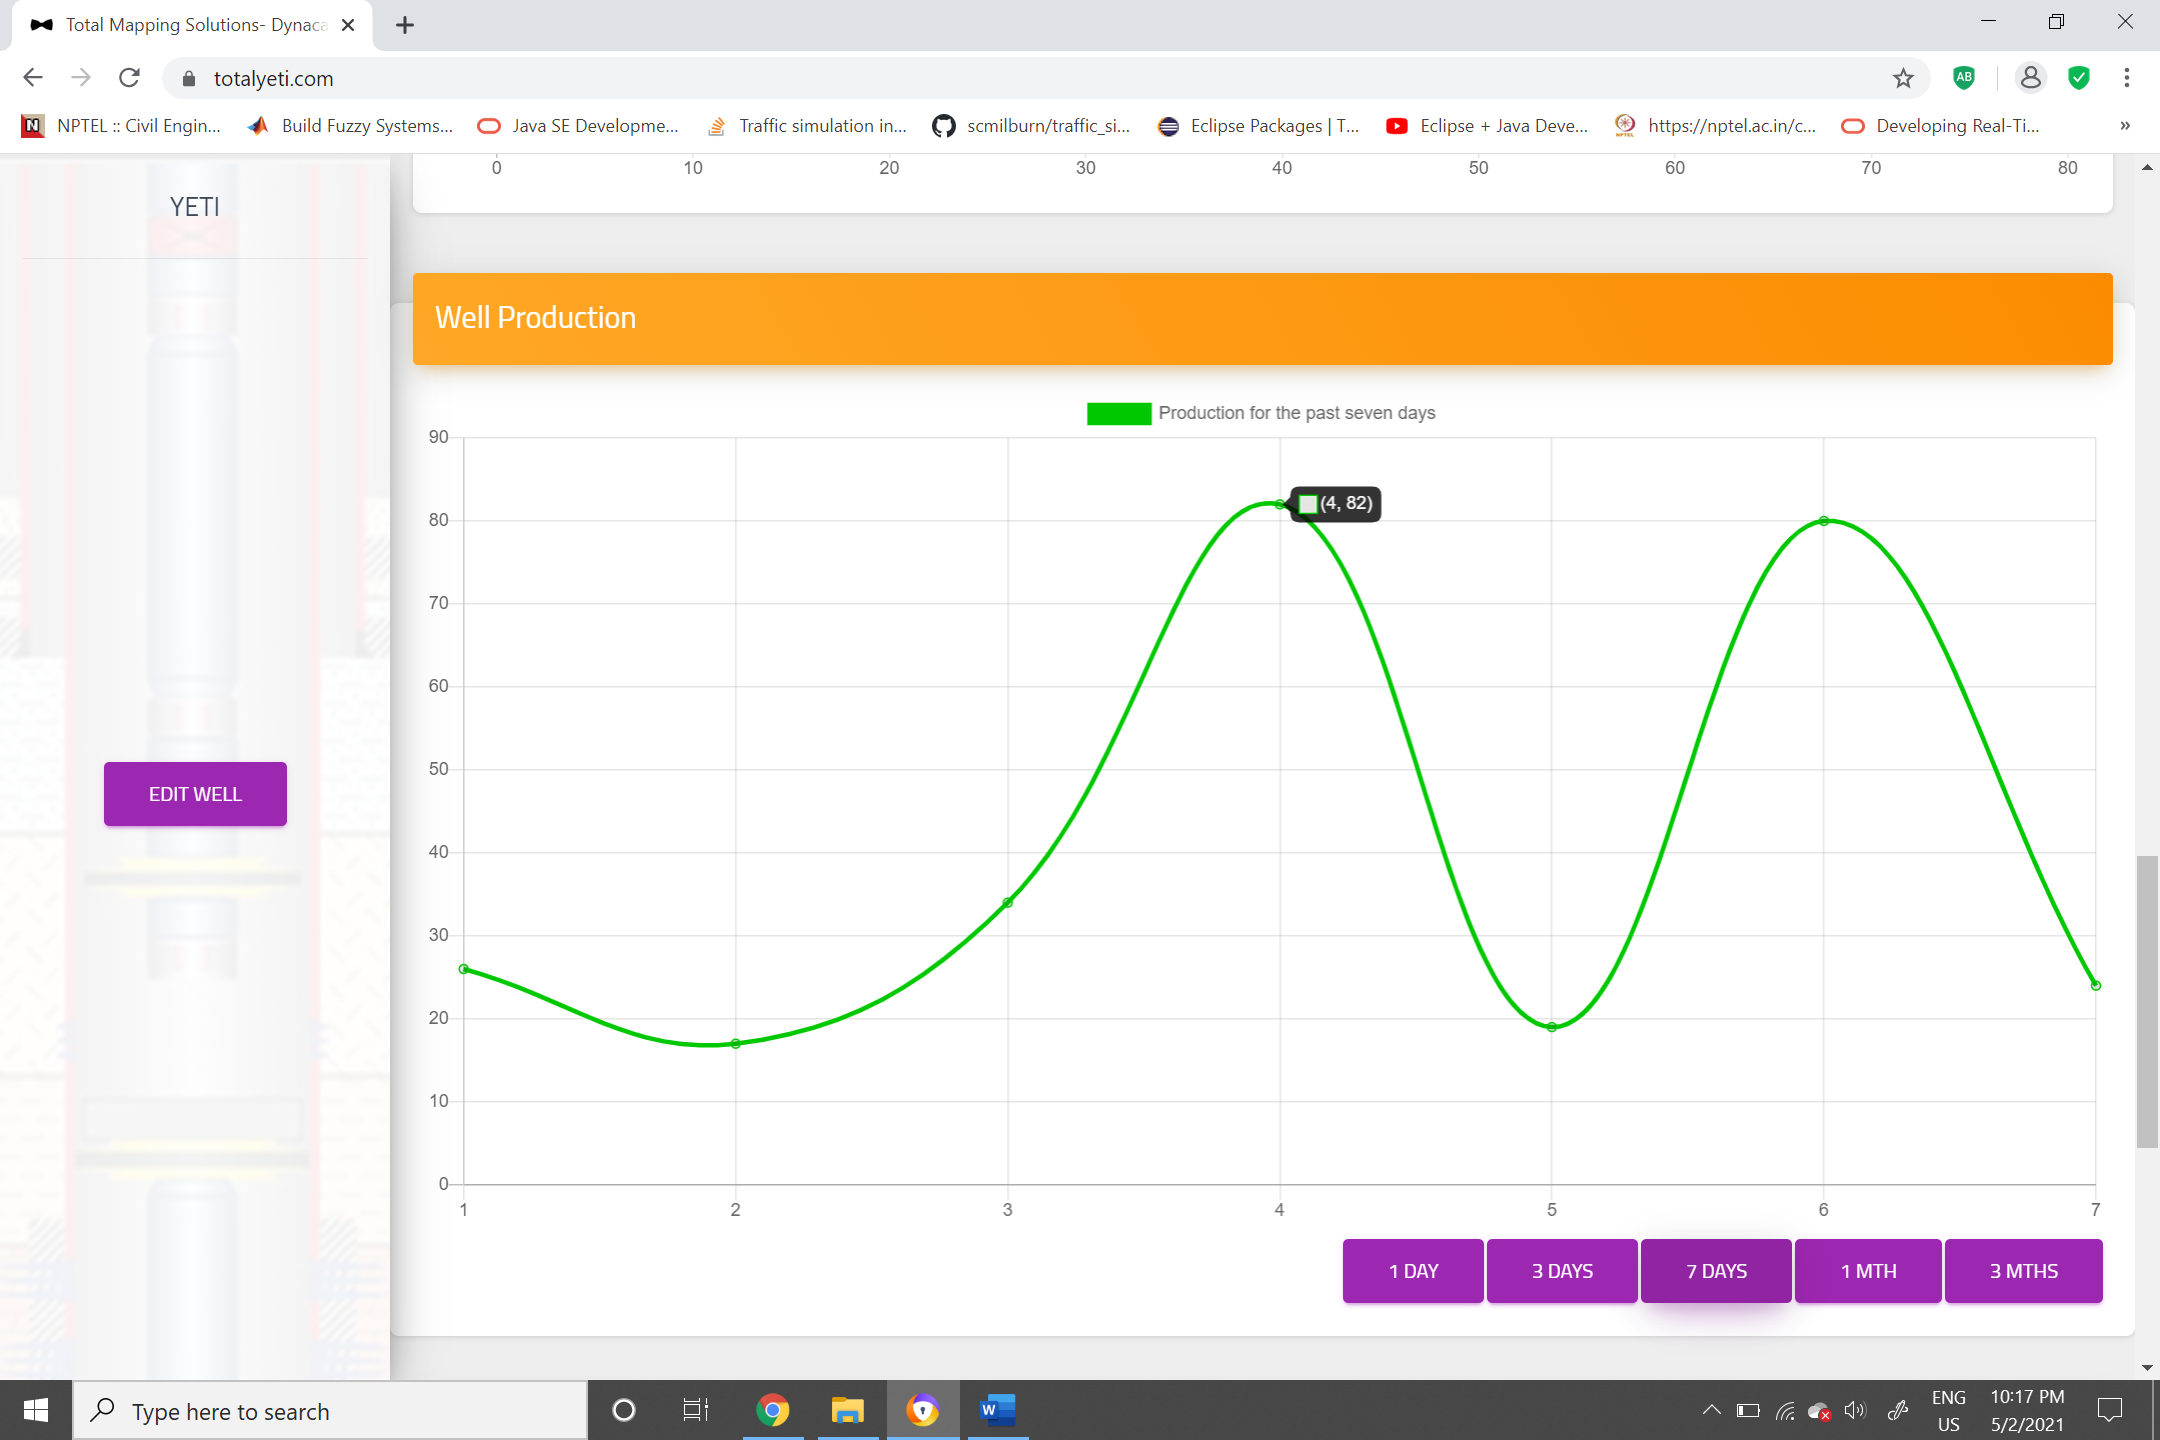 Total Mapping Solutions- Dynaca
totalyeti.com
AB
NPTEL :: Civil Engin...
Build Fuzzy Systems...
Java SE Developme...
Traffic simulation in...
scmilburn/traffic_si...
Eclipse Packages | T...
Eclipse + Java Deve...
https://nptel.ac.in/c...
Developing Real-Ti...
»
0 10 20 30 40 50 60 70 80
YETI
EDIT WELL
Well Production
Production for the past seven days
90
80
70
60
50
40
30
20
10
0
(4, 82)
1 2 3 4 5 6 7
1 DAY
3 DAYS
7 DAYS
1 MTH
3 MTHS
Type here to search
W
ENG
US
10:17 PM
5/2/2021